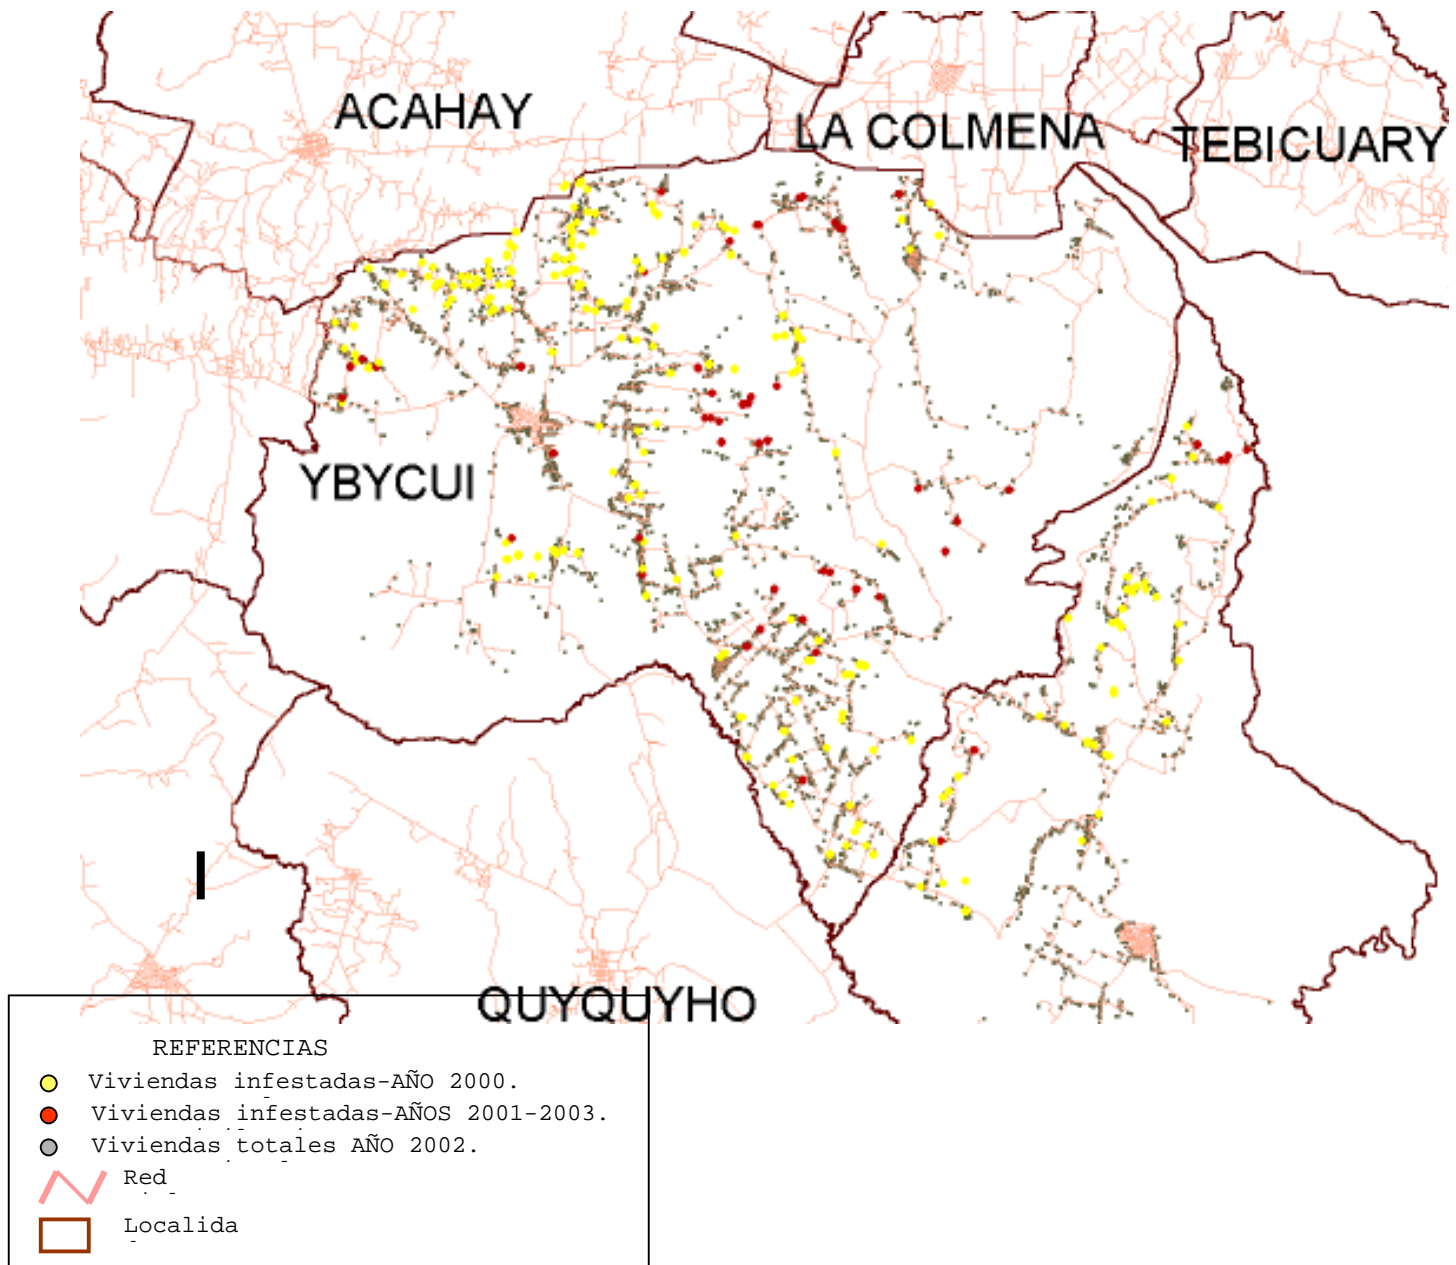 ACAHAY
LA COLMENA
TEBICUARY
YBYCUI
QUYQUYHO
REFERENCIAS
Viviendas infestadas-AÑO 2000.
Viviendas infestadas-AÑOS 2001-2003.
Viviendas totales AÑO 2002.
Red
Localida